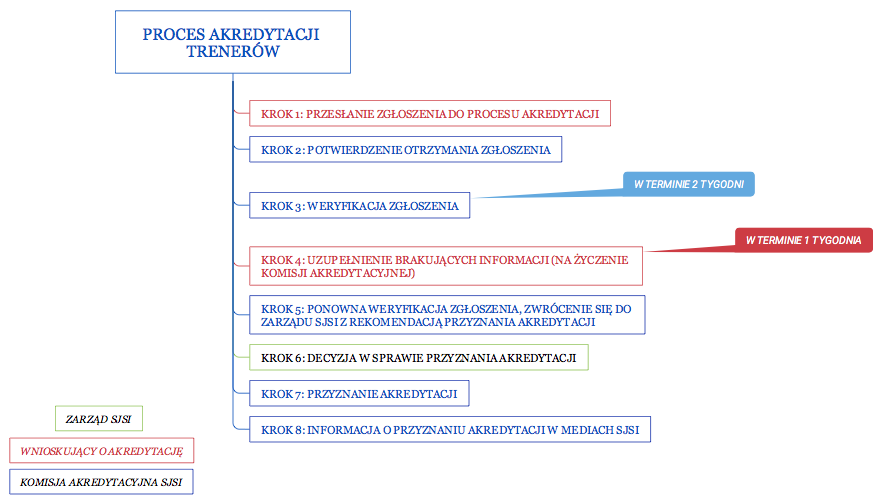 PROCES AKREDYTACJI
TRENERÓW
KROK 1: PRZESŁANIE ZGŁOSZENIA DO PROCESU AKREDYTACJI
KROK 2: POTWIERDZENIE OTRZYMANIA ZGŁOSZENIA
W TERMINIE 2 TYGODNI
KROK 3: WERYFIKACJA ZGŁOSZENIA
W TERMINIE 1 TYGODNIA
KROK 4: UZUPEŁNIENIE BRAKUJĄCYCH INFORMACJI (NA ŻYCZENIE
KOMISJI AKREDYTACYJNEJ)
KROK 5: PONOWNA WERYFIKACJA ZGŁOSZENIA, ZWRÓCENIE SIĘ DO
ZARZĄDU SJSI Z REKOMENDACJĄ PRZYZNANIA AKREDYTACJI
KROK 6: DECYZJA W SPRAWIE PRZYZNANIA AKREDYTACJI
KROK 7: PRZYZNANIE AKREDYTACJI
KROK 8: INFORMACJA O PRZYZNANIU AKREDYTACJI W MEDIACH SJSI
ZARZĄD SJSI
WNIOSKUJĄCY O AKREDYTACJĘ
KOMISJA AKREDYTACYJNA SJSI